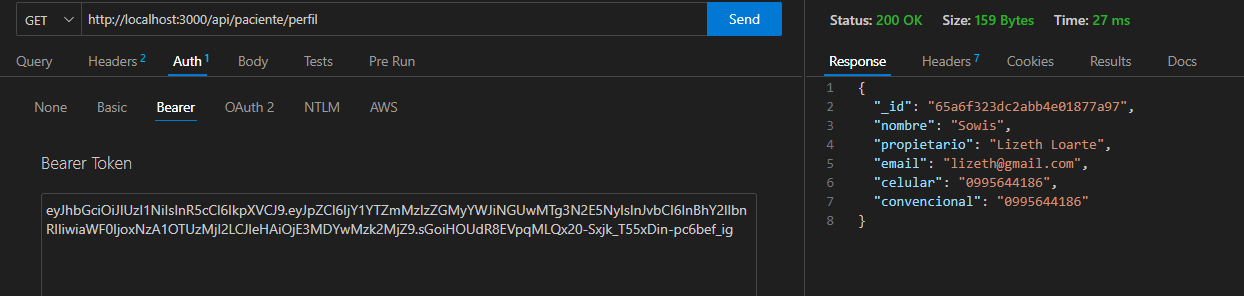 GET http://localhost:3000/api/paciente/perfil Send
Query Headers 2 Auth 1 Body Tests Pre Run
None Basic Bearer OAuth 2 NTLM AWS
Bearer Token
eyJhbGciOiJIUzI1NiIsInR5cCI6IkpXVCJ9.eyJpZCI6IjY1YTZmMzIzZGMyYWJiNGUwMTg3N2E5NyIsInJvbCI6InBhY2llbn
RlIiwiaWF0IjoxNzA1OTUzMjI2LCJleHAiOjE3MDYwMzk2MjZ9.sGoiHOUdR8EVpqMLQx20-Sxjk_T55xDin-pc6bef_ig
Status: 200 OK Size: 159 Bytes Time: 27 ms
Response Headers 7 Cookies Results Docs
1 {
2 "_id": "65a6f323dc2abb4e01877a97",
3 "nombre": "Sowis",
4 "propietario": "Lizeth Loarte",
5 "email": "lizeth@gmail.com",
6 "celular": "0995644186",
7 "convencional": "0995644186"
8 }